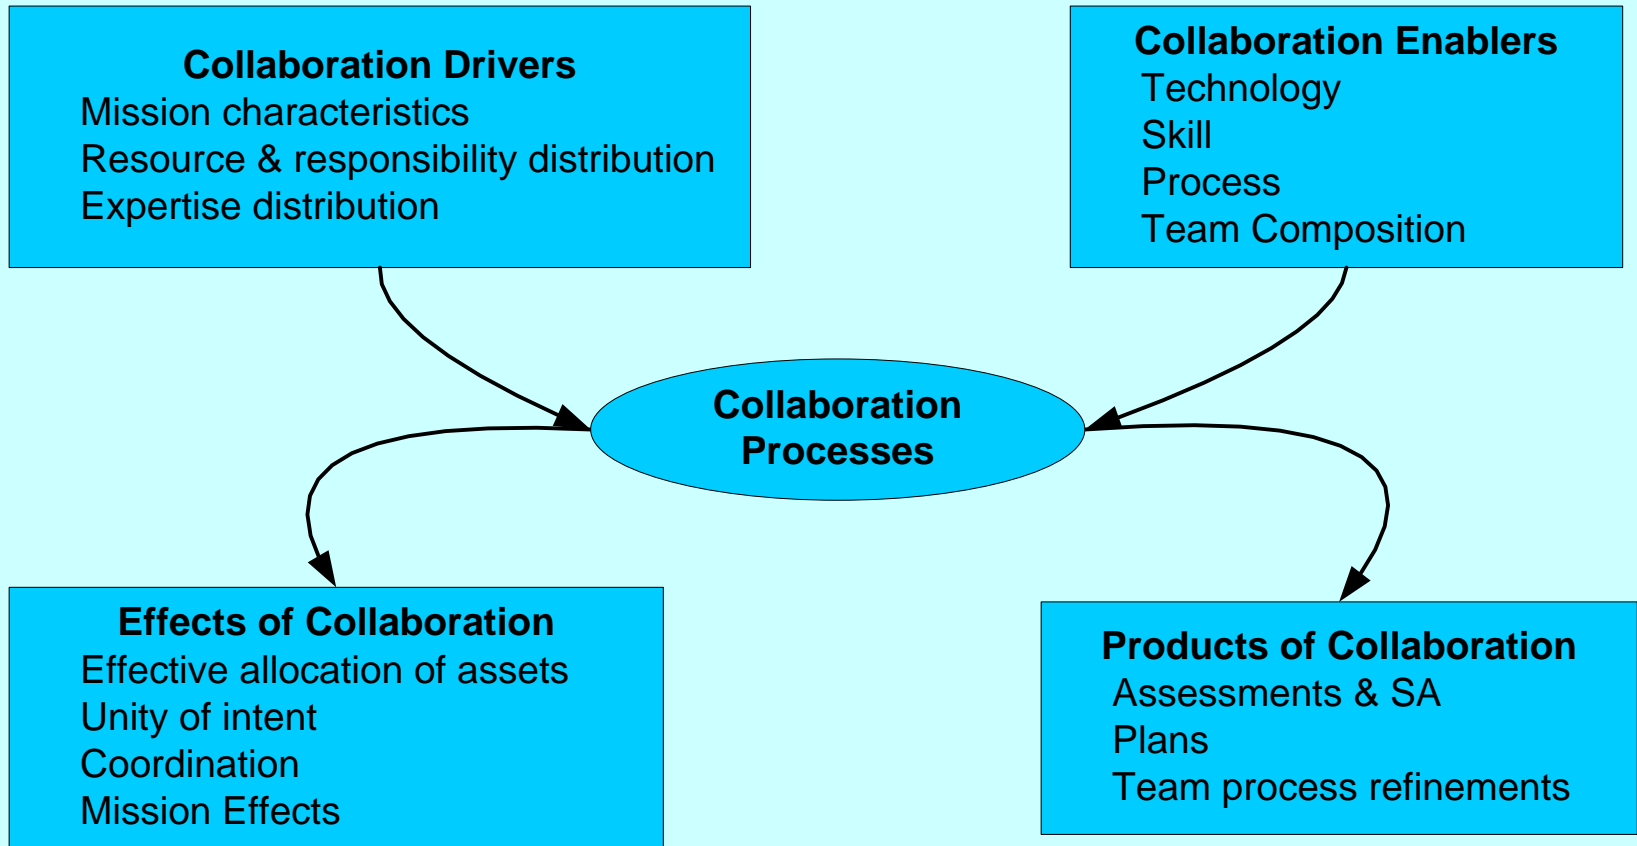 Collaboration Drivers
Mission characteristics
Resource & responsibility distribution
Expertise distribution
Collaboration Enablers
Technology
Skill
Process
Team Composition
Collaboration
Processes
Effects of Collaboration
Effective allocation of assets
Unity of intent
Coordination
Mission Effects
Products of Collaboration
Assessments & SA
Plans
Team process refinements